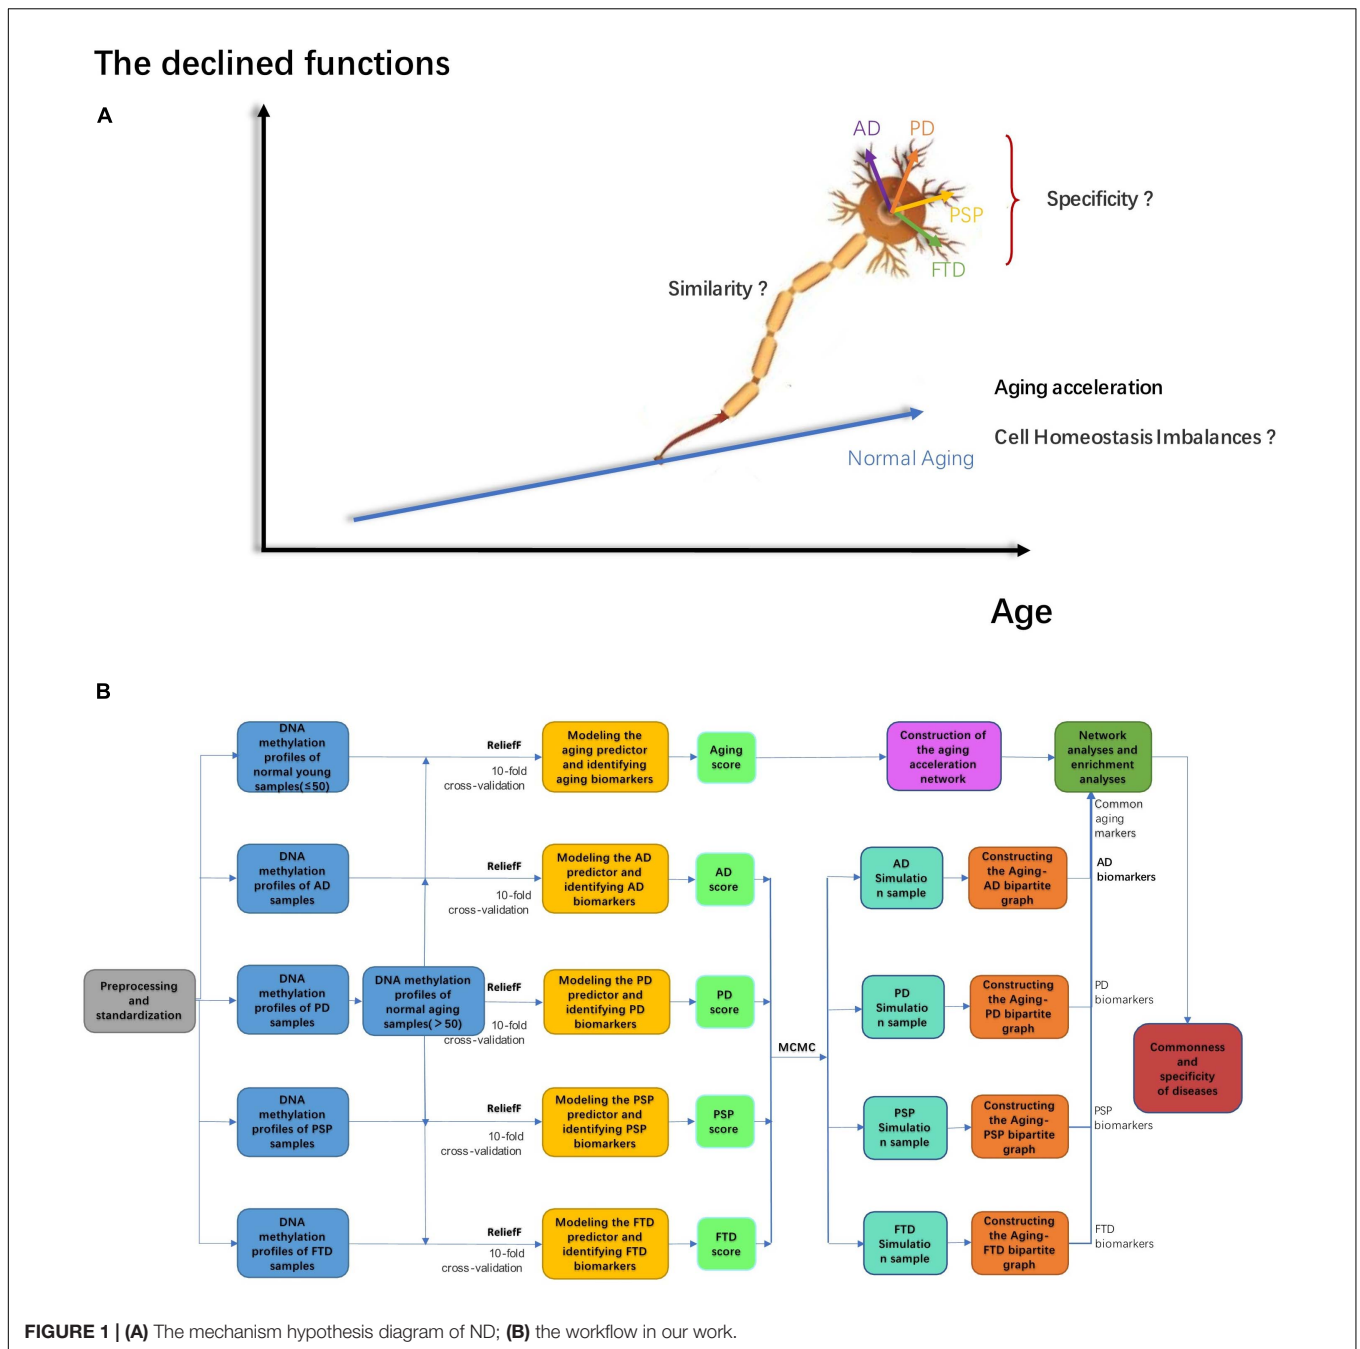 The declined functions
A
AD
PD
PSP
FTD
Specificity ?
Similarity ?
Aging acceleration
Cell Homeostasis Imbalances ?
Normal Aging
Age
B
Preprocessing
and
standardization
DNA
methylation
profiles of
normal young
samples(≤50)
ReliefF
10-fold
cross-validation
Modeling the
aging predictor
and identifying
aging biomarkers
Aging
score
Construction of
the aging
acceleration
network
Network
analyses and
enrichment
analyses
Common
aging
markers
DNA
methylation
profiles of AD
samples
ReliefF
10-fold
cross-validation
Modeling the AD
predictor and
identifying AD
biomarkers
AD
score
AD
Simulatio
n sample
Constructing
the Aging-
AD bipartite
graph
AD
biomarkers
DNA
methylation
profiles of PD
samples
DNA methylation
profiles of
normal aging
samples(>50)
ReliefF
10-fold
cross-validation
Modeling the PD
predictor and
identifying PD
biomarkers
PD
score
MCMC
PD
Simulatio
n sample
Constructing
the Aging-
PD bipartite
graph
PD
biomarkers
Commonness
and
specificity
of diseases
DNA
methylation
profiles of PSP
samples
ReliefF
10-fold
cross-validation
Modeling the PSP
predictor and
identifying PSP
biomarkers
PSP
score
PSP
Simulatio
n sample
Constructing
the Aging-
PSP bipartite
graph
PSP
biomarkers
DNA
methylation
profiles of FTD
samples
ReliefF
10-fold
cross-validation
Modeling the FTD
predictor and
identifying FTD
biomarkers
FTD
score
FTD
Simulatio
n sample
Constructing
the Aging-
FTD bipartite
graph
FTD
biomarkers
FIGURE 1 | (A) The mechanism hypothesis diagram of ND; (B) the workflow in our work.